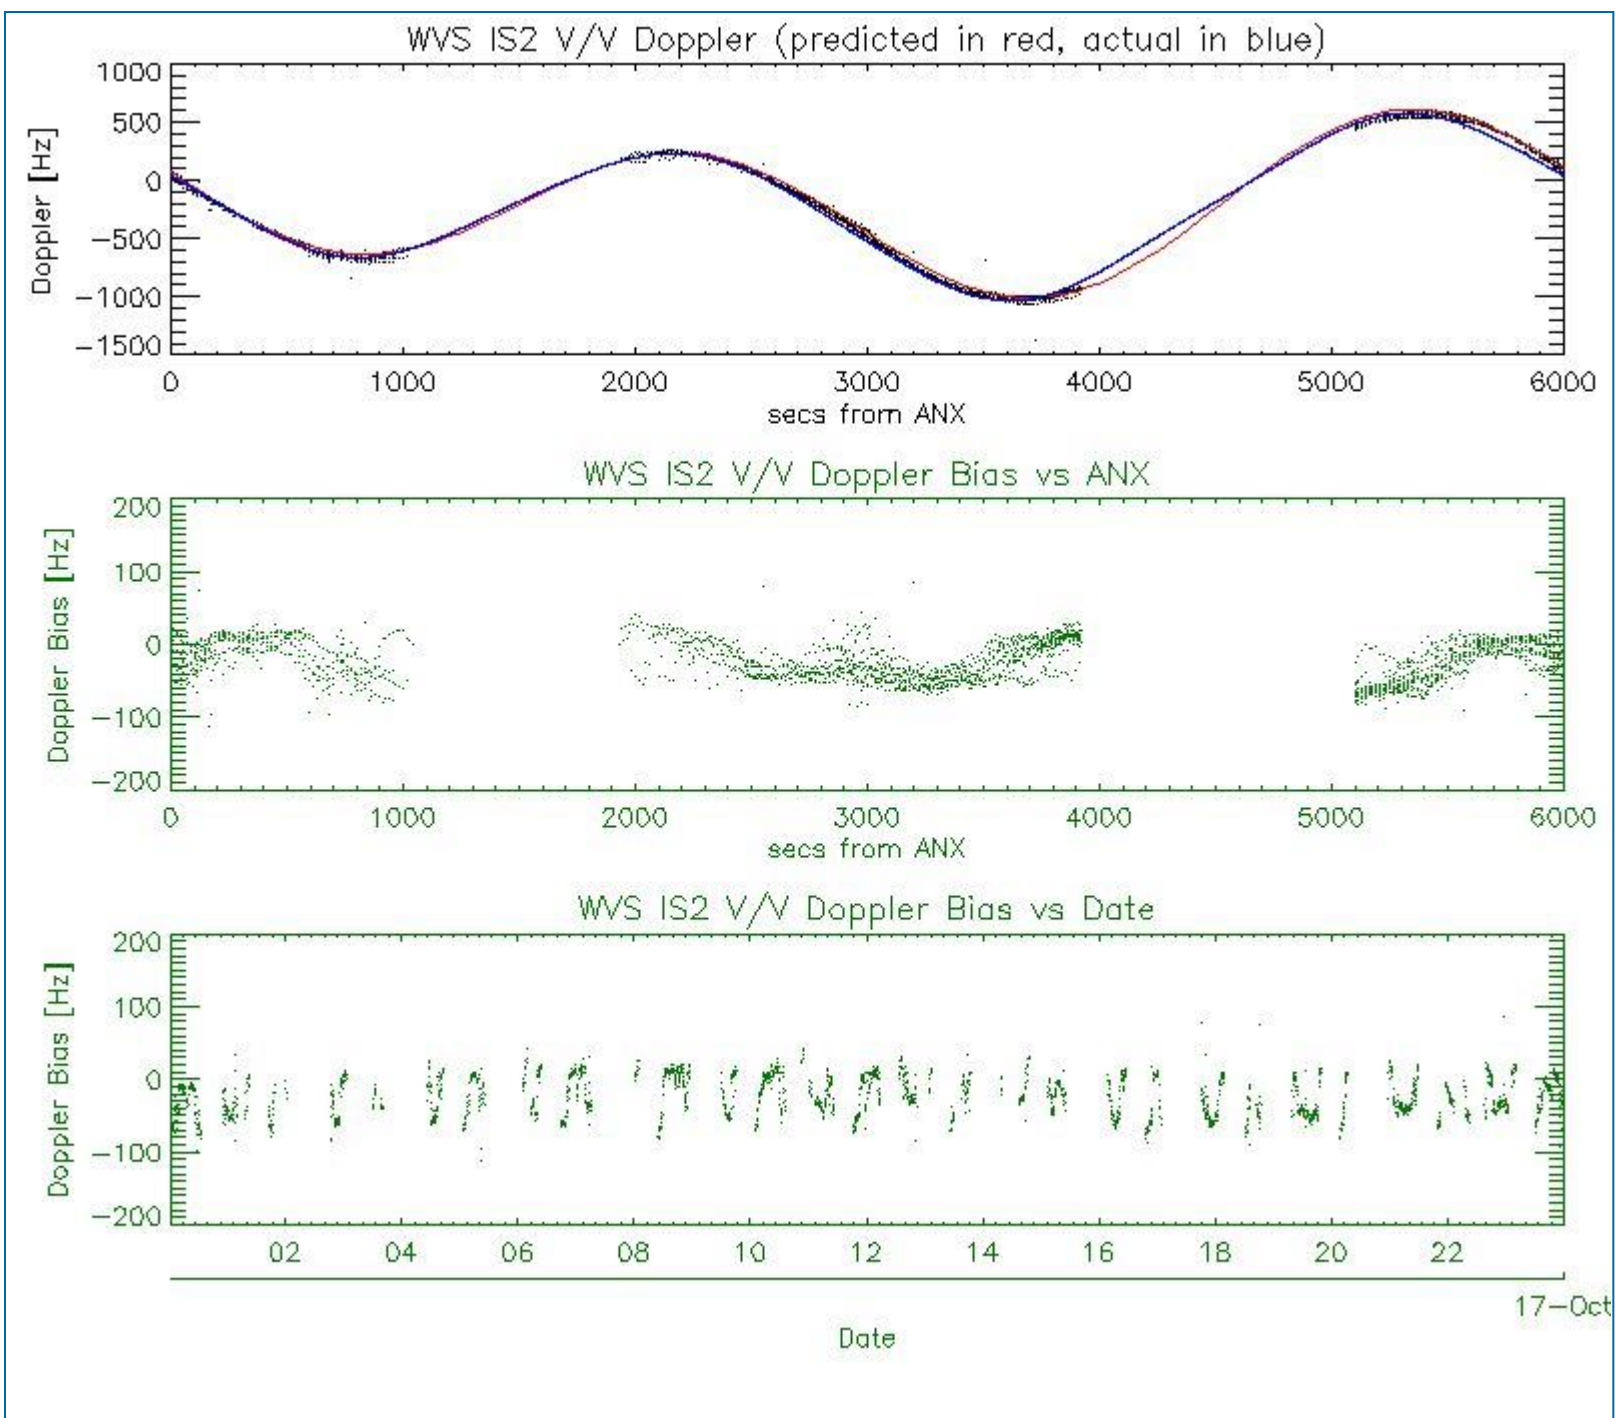 WVS IS2 V/V Doppler (predicted in red, actual in blue)
1000
500
0
-500
-1000
-1500
Doppler [Hz]
0 1000 2000 3000 4000 5000 6000
secs from ANX
WVS IS2 V/V Doppler Bias vs ANX
200
100
0
-100
-200
Doppler Bias [Hz]
0 1000 2000 3000 4000 5000 6000
secs from ANX
WVS IS2 V/V Doppler Bias vs Date
200
100
0
-100
-200
Doppler Bias [Hz]
02 04 06 08 10 12 14 16 18 20 22
17-Oct
Date